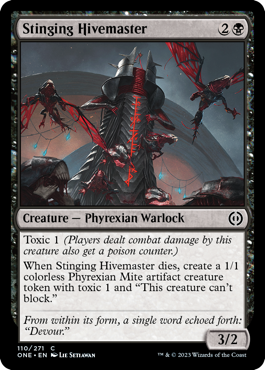 Stinging Hivemaster 2
Creature — Phyrexian Warlock
Toxic 1 (Players dealt combat damage by this
creature also get a poison counter.)
When Stinging Hivemaster dies, create a 1/1
colorless Phyrexian Mite artifact creature
token with toxic 1 and “This creature can’t
block.”
From within its form, a single word echoed forth:
“Devour.”
3/2
110/271 C
ONE • EN Lie Setiawan
™ & © 2023 Wizards of the Coast